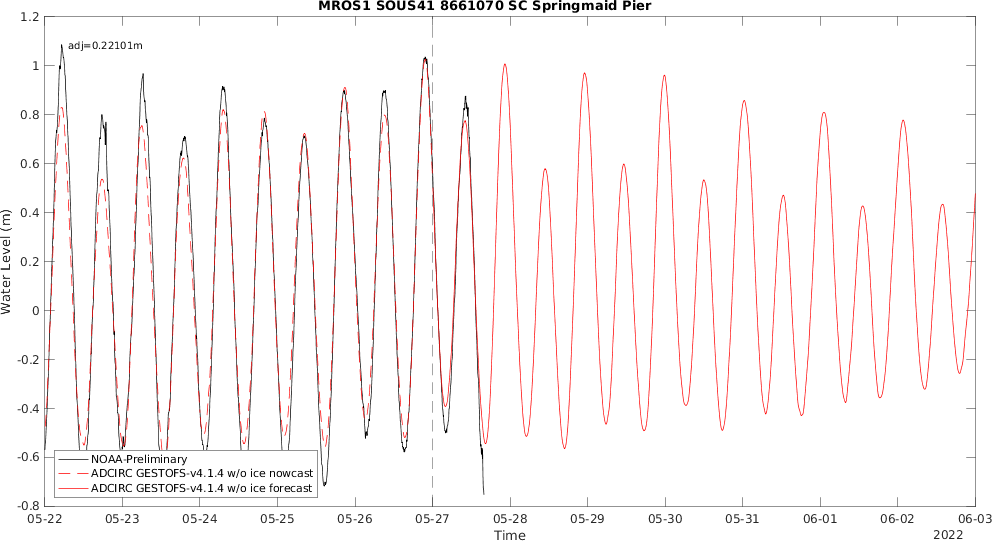 MROS1 SOUS41 8661070 SC Springmaid Pier
adj=0.22101m
1.2
1
0.8
0.6
0.4
0.2
0
-0.2
-0.4
-0.6
-0.8
Water Level (m)
NOAA-Preliminary
ADCIRC GESTOFS-v4.1.4 w/o ice nowcast
ADCIRC GESTOFS-v4.1.4 w/o ice forecast
05-22 05-23 05-24 05-25 05-26 05-27 05-28 05-29 05-30 05-31 06-01 06-02 06-03
Time
2022